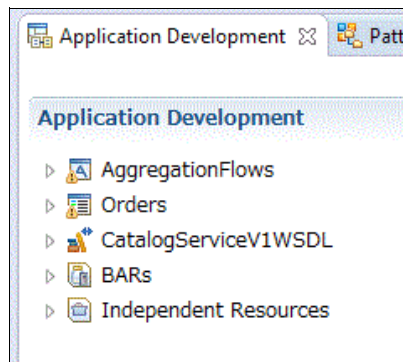 Application Development Patt
Application Development
AggregationFlows
Orders
CatalogServiceV1WSDL
BARs
Independent Resources